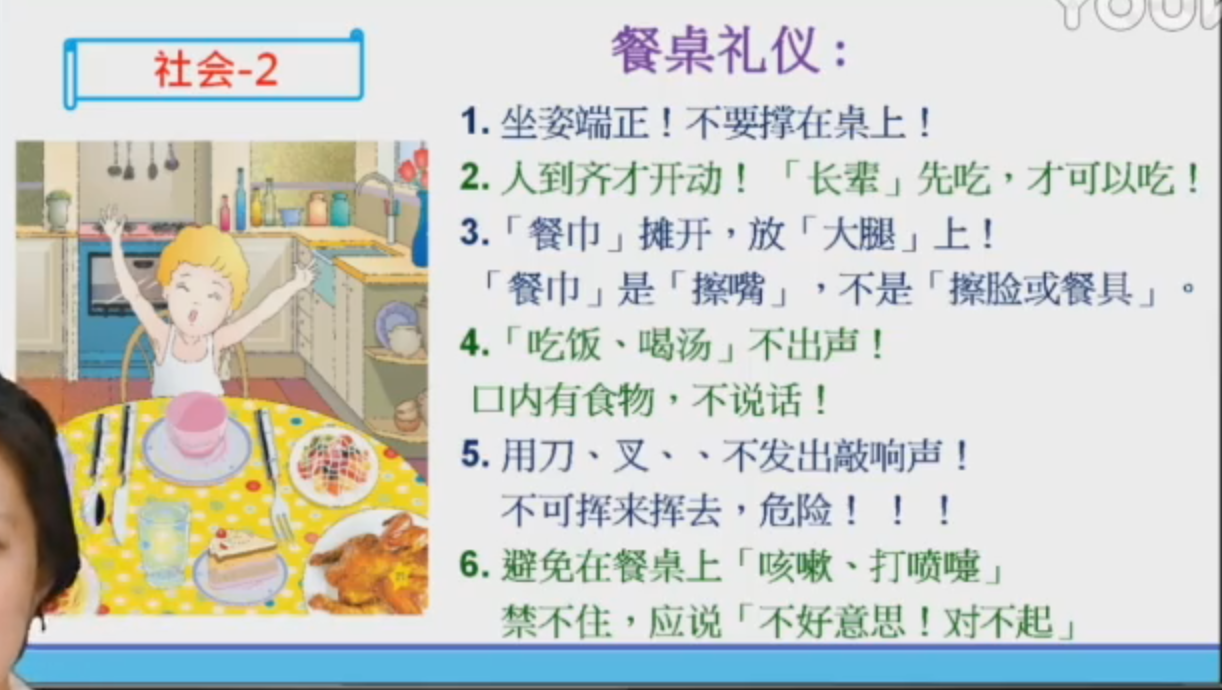 YOUK
社会-2
餐桌礼仪：
1. 坐姿端正！不要撑在桌上！
2. 人到齐才开动！「长辈」先吃，才可以吃！
3.「餐巾」摊开，放「大腿」上！
「餐巾」是「擦嘴」，不是「擦脸或餐具」。
4.「吃饭、喝汤」不出声！
口内有食物，不说话！
5. 用刀、叉、、不发出敲响声！
不可挥来挥去，危险！！！
6. 避免在餐桌上「咳嗽、打喷嚏」
禁不住，应说「不好意思！对不起」